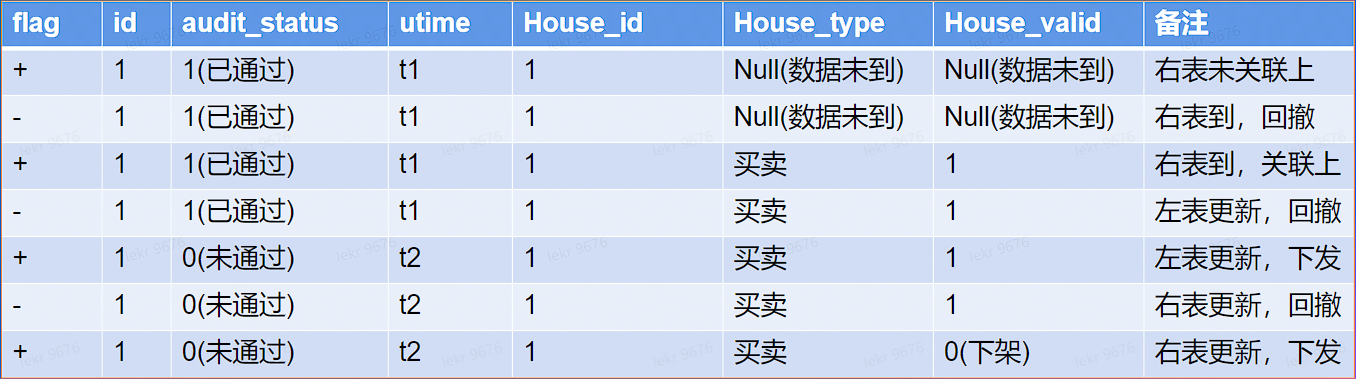 flag id audit_status utime House_id House_type House_valid 备注
+ 1 1(已通过) t1 1 Null(数据未到) Null(数据未到) 右表未关联上
- 1 1(已通过) t1 1 Null(数据未到) Null(数据未到) 右表到，回撤
+ 1 1(已通过) t1 1 买卖 1 右表到，关联上
- 1 1(已通过) t1 1 买卖 1 左表更新，回撤
+ 1 0(未通过) t2 1 买卖 1 左表更新，下发
- 1 0(未通过) t2 1 买卖 1 右表更新，回撤
+ 1 0(未通过) t2 1 买卖 0(下架) 右表更新，下发